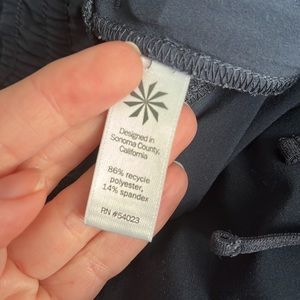 Designed in
Sonoma County,
California
86% recycle
polyester,
14% spandex
RN #54023